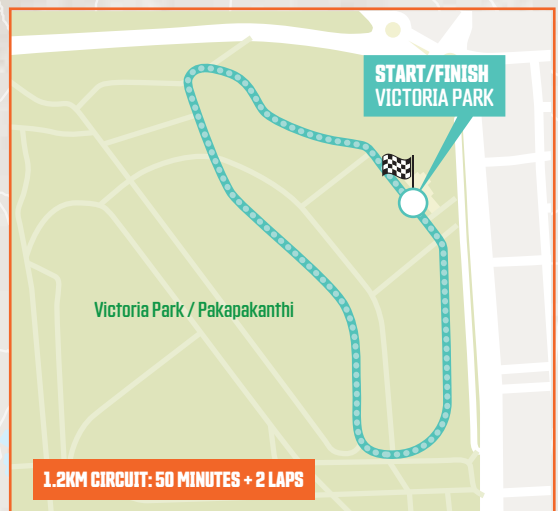 START/FINISH
VICTORIA PARK
Victoria Park / Pakapakanthi
1.2KM CIRCUIT: 50 MINUTES + 2 LAPS